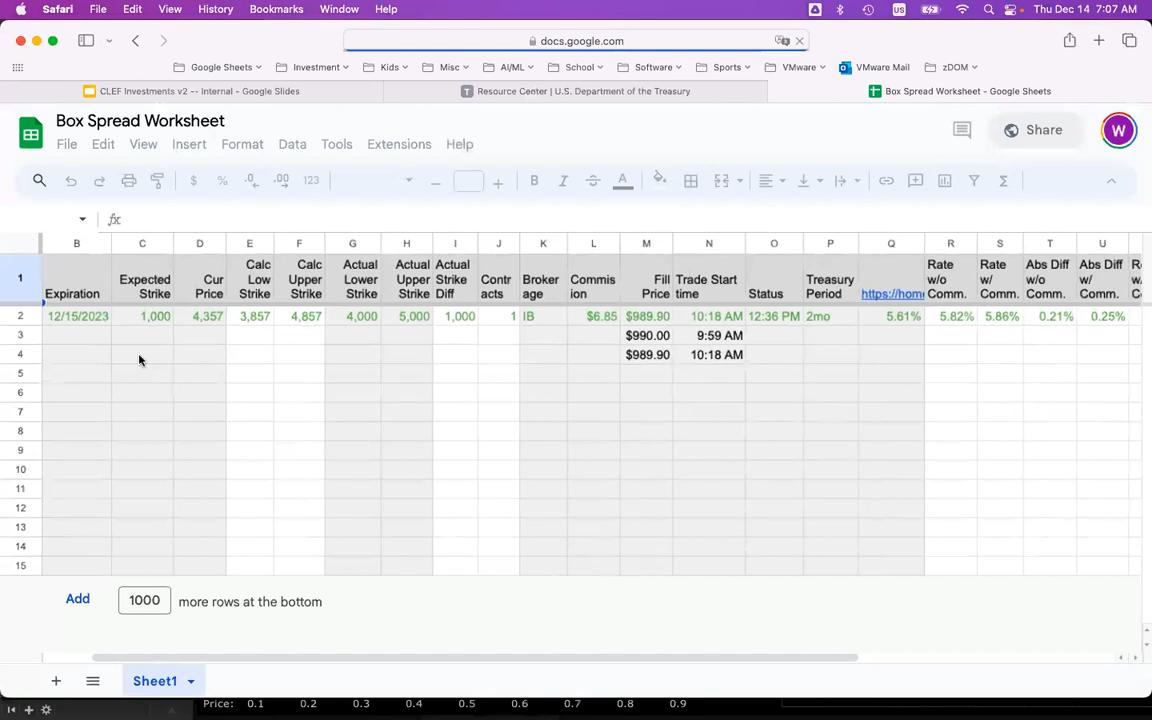 Safari File Edit View History Bookmarks Window Help Thu Dec 14 7:07 AM
docs.google.com
Google Sheets Investment Kids Misc AI/ML School Software Sports VMware VMware Mail zDOM
CLEF Investments v2 -- Internal - Google Slides Resource Center | U.S. Department of the Treasury Box Spread Worksheet - Google Sheets
Box Spread Worksheet
File Edit View Insert Format Data Tools Extensions Help
Share
W
$ % .0 .00 123 B I S A
fx
B C D E F G H I J K L M N O P Q R S T U
1 Expiration Expected Strike Cur Price Calc Low Strike Calc Upper Strike Actual Lower Strike Actual Upper Strike Actual Strike Diff Contr acts Broker age Commis ion Fill Price Trade Start time Status Treasury Period https://home Rate w/o Comm. Rate w/ Comm. Abs Diff w/o Comm. Abs Diff w/ Comm.
2 12/15/2023 1,000 4,357 3,857 4,857 4,000 5,000 1,000 1 IB $6.85 $989.90 10:18 AM 12:36 PM 2mo 5.61% 5.82% 5.86% 0.21% 0.25%
3 $990.00 9:59 AM
4 $989.90 10:18 AM
5
6
7
8
9
10
11
12
13
14
15
Add 1000 more rows at the bottom
Sheet1
Price: 0.1 0.2 0.3 0.4 0.5 0.6 0.7 0.8 0.9